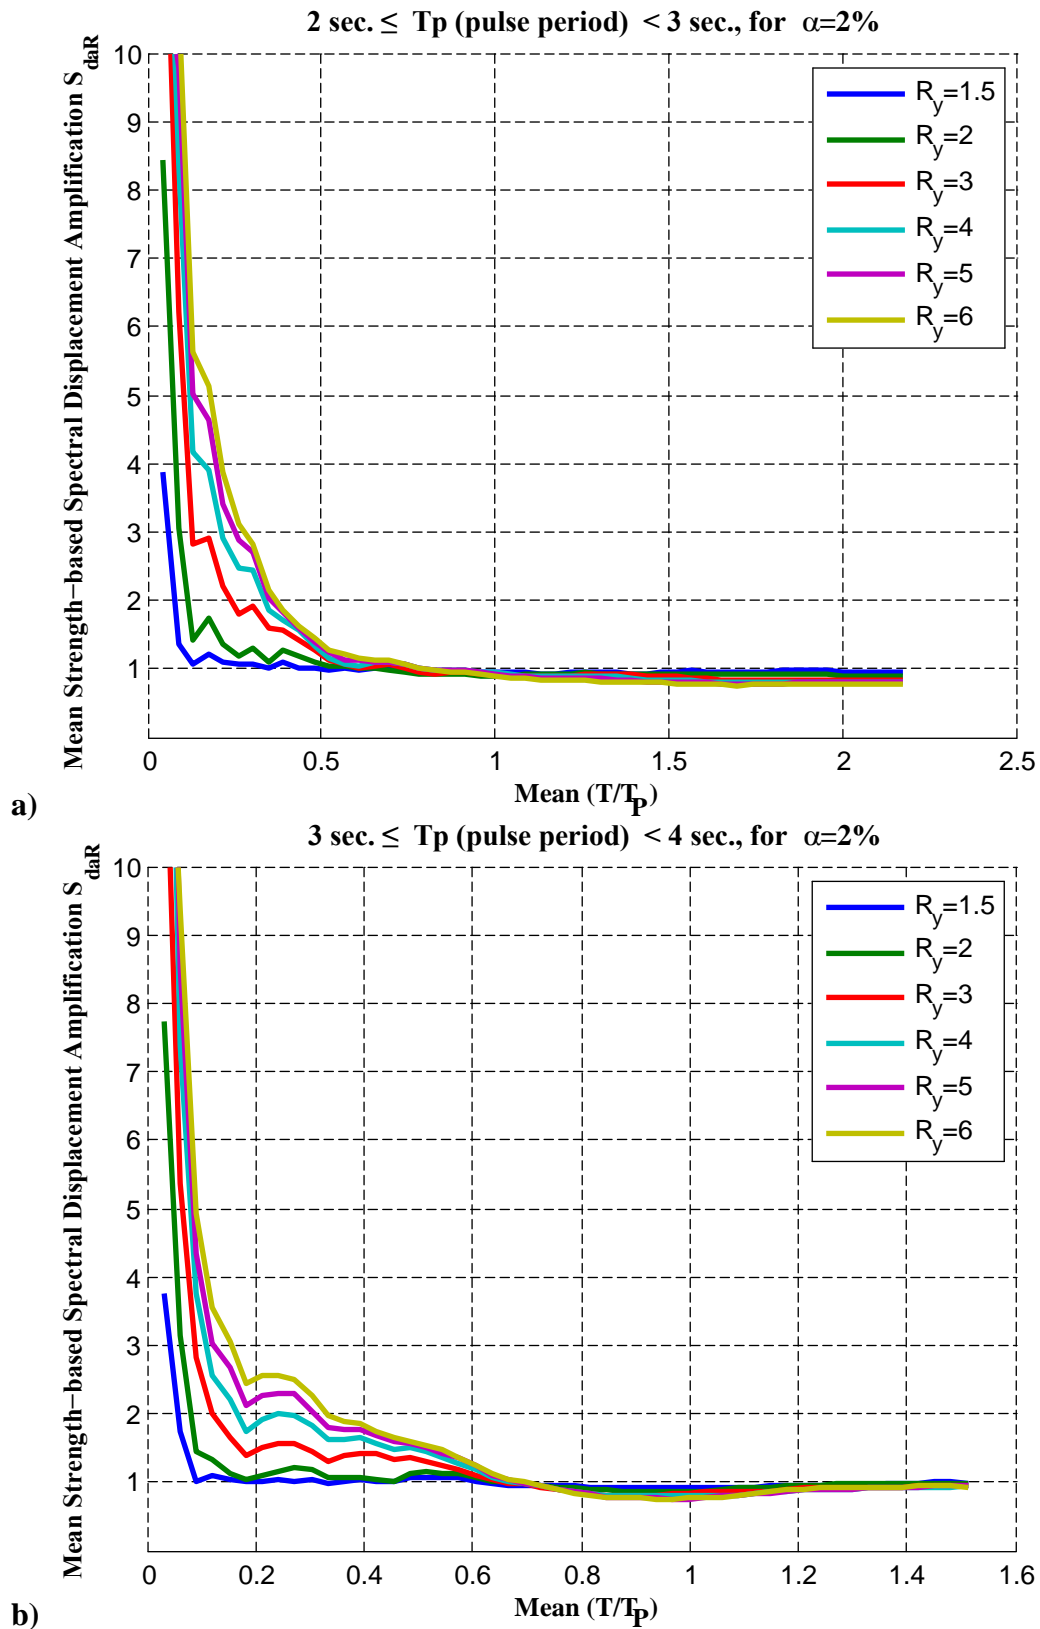 2 sec. ≤ Tp (pulse period) < 3 sec., for α=2%
Mean Strength−based Spectral Displacement Amplification S_daR
10
9
8
7
6
5
4
3
2
1
R_y=1.5
R_y=2
R_y=3
R_y=4
R_y=5
R_y=6
0 0.5 1 1.5 2 2.5
Mean (T/T_P)
a)
3 sec. ≤ Tp (pulse period) < 4 sec., for α=2%
Mean Strength−based Spectral Displacement Amplification S_daR
10
9
8
7
6
5
4
3
2
1
R_y=1.5
R_y=2
R_y=3
R_y=4
R_y=5
R_y=6
0 0.2 0.4 0.6 0.8 1 1.2 1.4 1.6
Mean (T/T_P)
b)